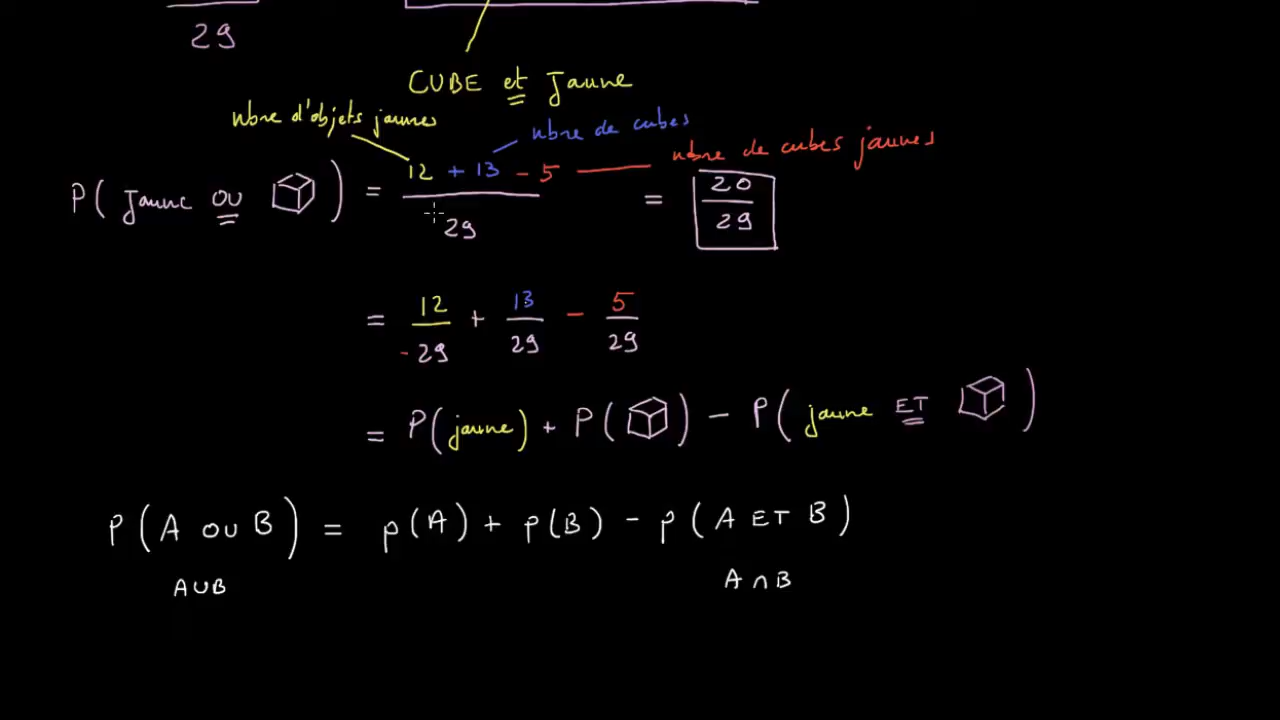 29
CUBE et Jaune
nbre d'objets jaunes
nbre de cubes
nbre de cubes jaunes
P( Jaune OU ) = 12 + 13 - 5 / 29 = 20 / 29
= 12/29 + 13/29 - 5/29
= P(jaune) + P( ) - P( jaune ET )
P(A OU B) = p(A) + p(B) - p(A ET B)
A∪B A∩B